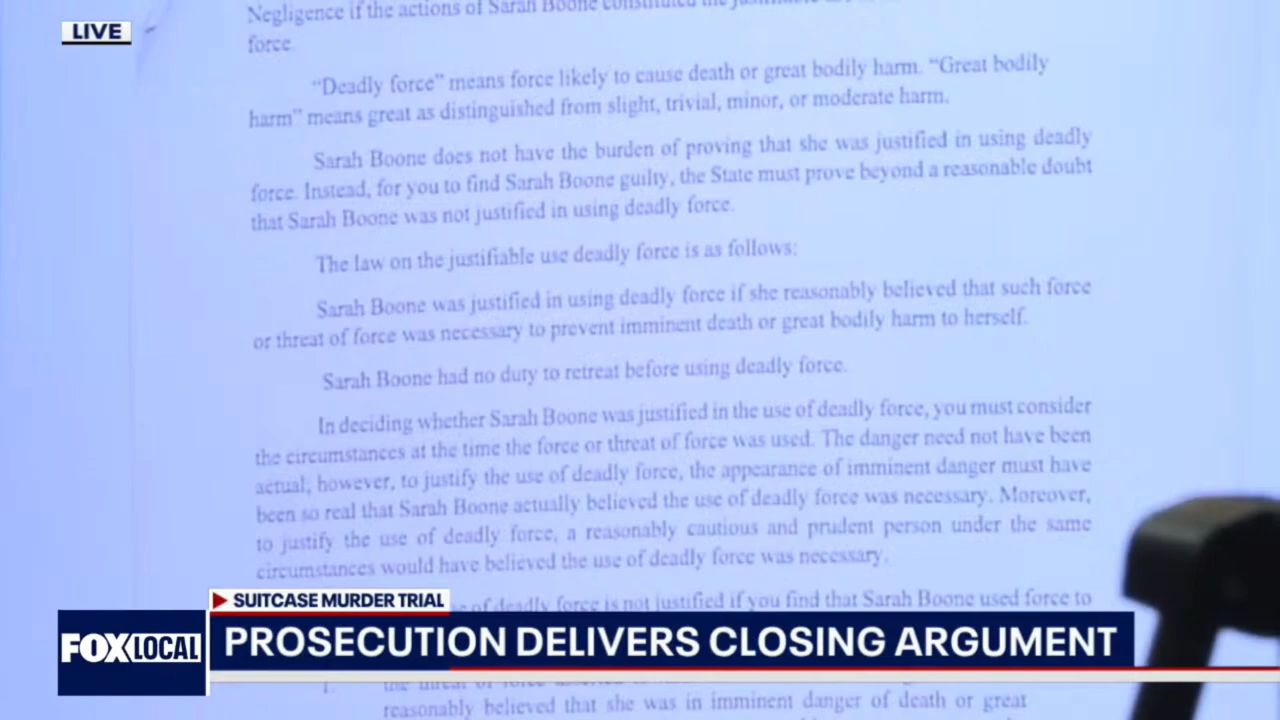 LIVE
Negligence if the actions of Sarah Boone constituted the
force.
“Deadly force” means force likely to cause death or great bodily harm. “Great bodily
harm” means great as distinguished from slight, trivial, minor, or moderate harm.
Sarah Boone does not have the burden of proving that she was justified in using deadly
force. Instead, for you to find Sarah Boone guilty, the State must prove beyond a reasonable doubt
that Sarah Boone was not justified in using deadly force.
The law on the justifiable use deadly force is as follows:
Sarah Boone was justified in using deadly force if she reasonably believed that such force
or threat of force was necessary to prevent imminent death or great bodily harm to herself.
Sarah Boone had no duty to retreat before using deadly force.
In deciding whether Sarah Boone was justified in the use of deadly force, you must consider
the circumstances at the time the force or threat of force was used. The danger need not have been
actual; however, to justify the use of deadly force, the appearance of imminent danger must have
been so real that Sarah Boone actually believed the use of deadly force was necessary. Moreover,
to justify the use of deadly force, a reasonably cautious and prudent person under the same
circumstances would have believed the use of deadly force was necessary.
of deadly force is not justified if you find that Sarah Boone used force to
SUITCASE MURDER TRIAL
FOX LOCAL
PROSECUTION DELIVERS CLOSING ARGUMENT
1. the threat of force
reasonably believed that she was in imminent danger of death or great